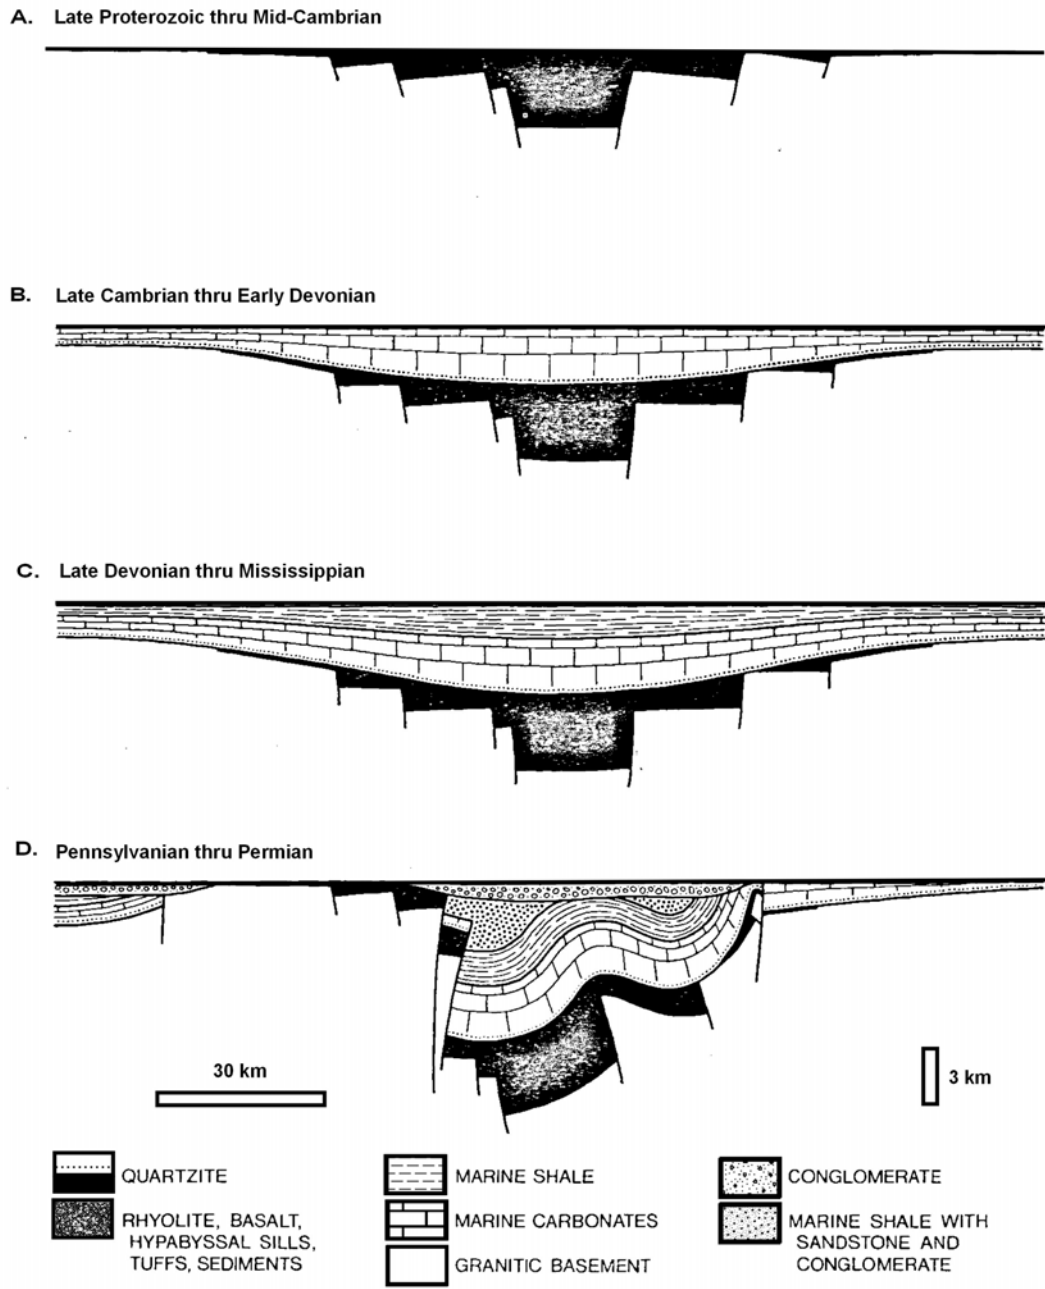 A. Late Proterozoic thru Mid-Cambrian
B. Late Cambrian thru Early Devonian
C. Late Devonian thru Mississippian
D. Pennsylvanian thru Permian
30 km
3 km
QUARTZITE
RHYOLITE, BASALT,
HYPABYSSAL SILLS,
TUFFS, SEDIMENTS
MARINE SHALE
MARINE CARBONATES
GRANITIC BASEMENT
CONGLOMERATE
MARINE SHALE WITH
SANDSTONE AND
CONGLOMERATE